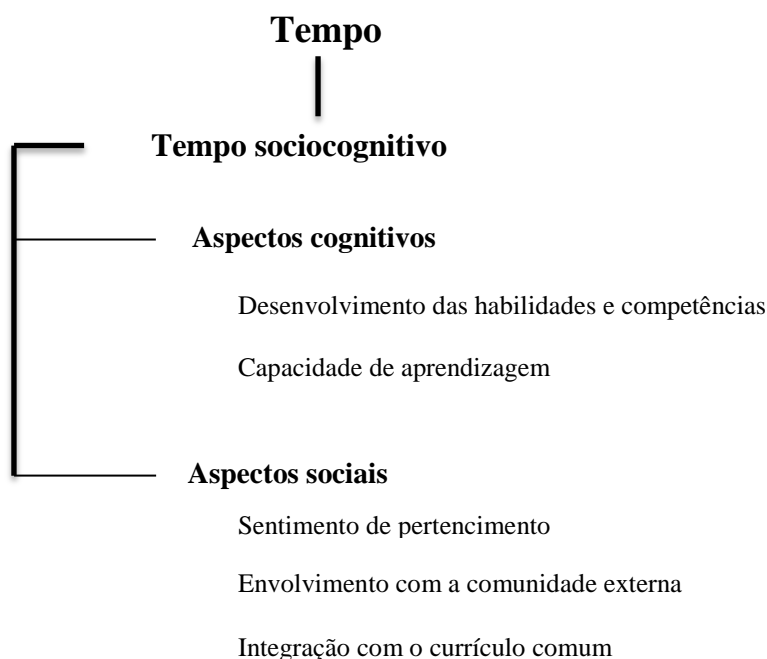 Tempo
Tempo sociocognitivo
Aspectos cognitivos
Desenvolvimento das habilidades e competências
Capacidade de aprendizagem
Aspectos sociais
Sentimento de pertencimento
Envolvimento com a comunidade externa
Integração com o currículo comum